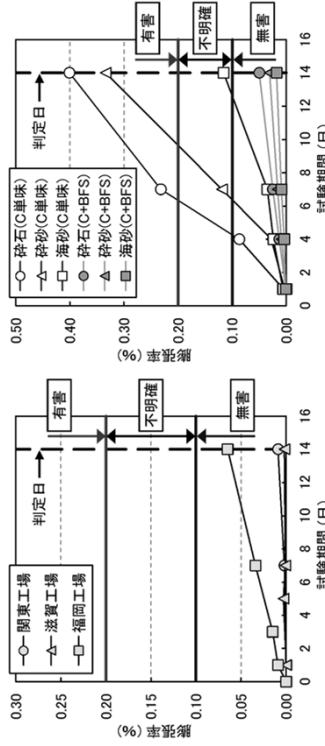 0.30
0.25
0.20
0.15
0.10
0.05
0.00
膨張率(%)
関東工場
滋賀工場
福岡工場
判定日
有害
不明確
無害
0 2 4 6 8 10 12 14 16
試験期間(日)
0.50
0.40
0.30
0.20
0.10
0.00
膨張率(%)
砕石(C単味)
砕砂(C単味)
海砂(C単味)
砕石(C+BFS)
砕砂(C+BFS)
海砂(C+BFS)
判定日
有害
不明確
無害
0 2 4 6 8 10 12 14 16
試験期間(日)